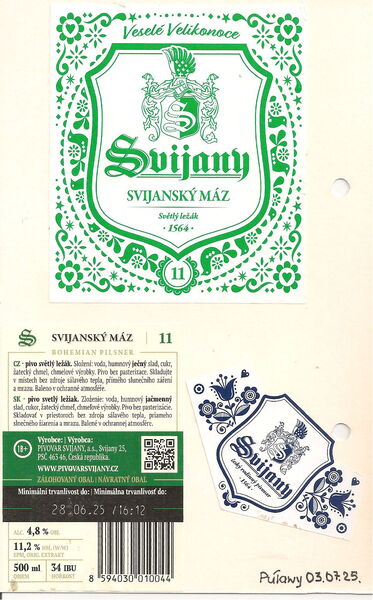 Veselé Velikonoce
Svijany
SVIJANSKÝ MÁZ
Světlý ležák
· 1564 ·
11
S SVIJANSKÝ MÁZ 11
BOHEMIAN PILSNER
CZ - pivo světlý ležák. Složení: voda, humnový ječný slad, cukr,
žatecký chmel, chmelové výrobky. Pivo bez pasterizace. Skladujte
v místech bez zdroje sálavého tepla, přímého slunečního záření
a mrazu. Baleno v ochranné atmosféře.
SK - pivo svetlý ležiak. Zloženie: voda, humnový jačmenný
slad, cukor, žatecký chmel, chmeľové výrobky. Pivo bez pasterizácie.
Skladovať v priestoroch bez zdroja sálavého tepla, priameho
slnečného žiarenia a mrazu. Balené v ochrannej atmosfére.
18+
Výrobce: | Výrobca:
PIVOVAR SVIJANY, a.s., Svijany 25,
PSČ 463 46, Česká republika.
WWW.PIVOVARSVIJANY.CZ
ZÁLOHOVANÝ OBAL | NÁVRATNÝ OBAL
Minimální trvanlivost do: | Minimálna trvanlivosť do:
28.06.25 /16:12
ALC. 4,8 % OBJ.
11,2 % HM. (W/W)
EPM, ORIG. EXTRAKT
500 ml 34 IBU
OBJEM HOŘKOST
8 594030 010044
Svijany
Celý rodinný pivovar
· 1564 ·
Puławy 03.07.25.